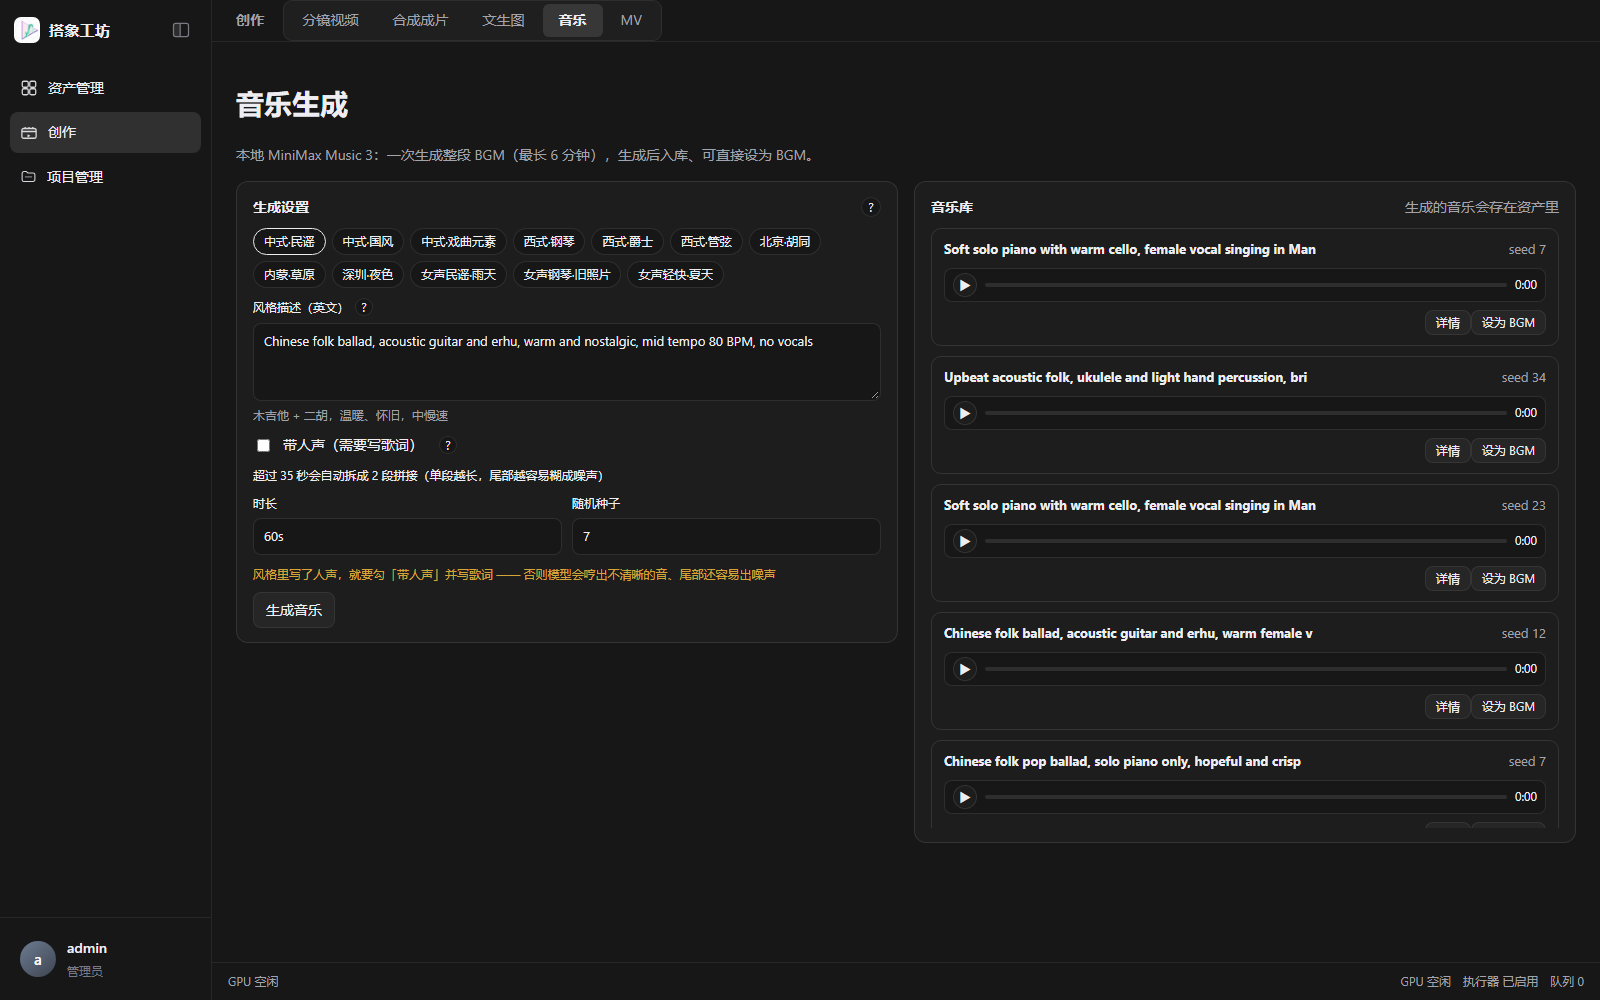 搭象工坊
资产管理
创作
项目管理
admin
管理员
a
创作
分镜视频
合成成片
文生图
音乐
MV
音乐生成
本地 MiniMax Music 3：一次生成整段 BGM（最长 6 分钟），生成后入库、可直接设为 BGM。
生成设置
?
中式·民谣
中式·国风
中式·戏曲元素
西式·钢琴
西式·爵士
西式·管弦
北京·胡同
内蒙·草原
深圳·夜色
女声民谣·雨天
女声钢琴·旧照片
女声轻快·夏天
风格描述（英文）
?
Chinese folk ballad, acoustic guitar and erhu, warm and nostalgic, mid tempo 80 BPM, no vocals
木吉他 + 二胡，温暖、怀旧，中慢速
带人声（需要写歌词）
?
超过 35 秒会自动拆成 2 段拼接（单段越长，尾部越容易糊成噪声）
时长
随机种子
60s
7
风格里写了人声，就要勾「带人声」并写歌词 —— 否则模型会哼出不清晰的音、尾部还容易出噪声
生成音乐
音乐库
生成的音乐会存在资产里
Soft solo piano with warm cello, female vocal singing in Man
seed 7
0:00
详情
设为 BGM
Upbeat acoustic folk, ukulele and light hand percussion, bri
seed 34
0:00
详情
设为 BGM
Soft solo piano with warm cello, female vocal singing in Man
seed 23
0:00
详情
设为 BGM
Chinese folk ballad, acoustic guitar and erhu, warm female v
seed 12
0:00
详情
设为 BGM
Chinese folk pop ballad, solo piano only, hopeful and crisp
seed 7
0:00
GPU 空闲
GPU 空闲
执行器 已启用
队列 0